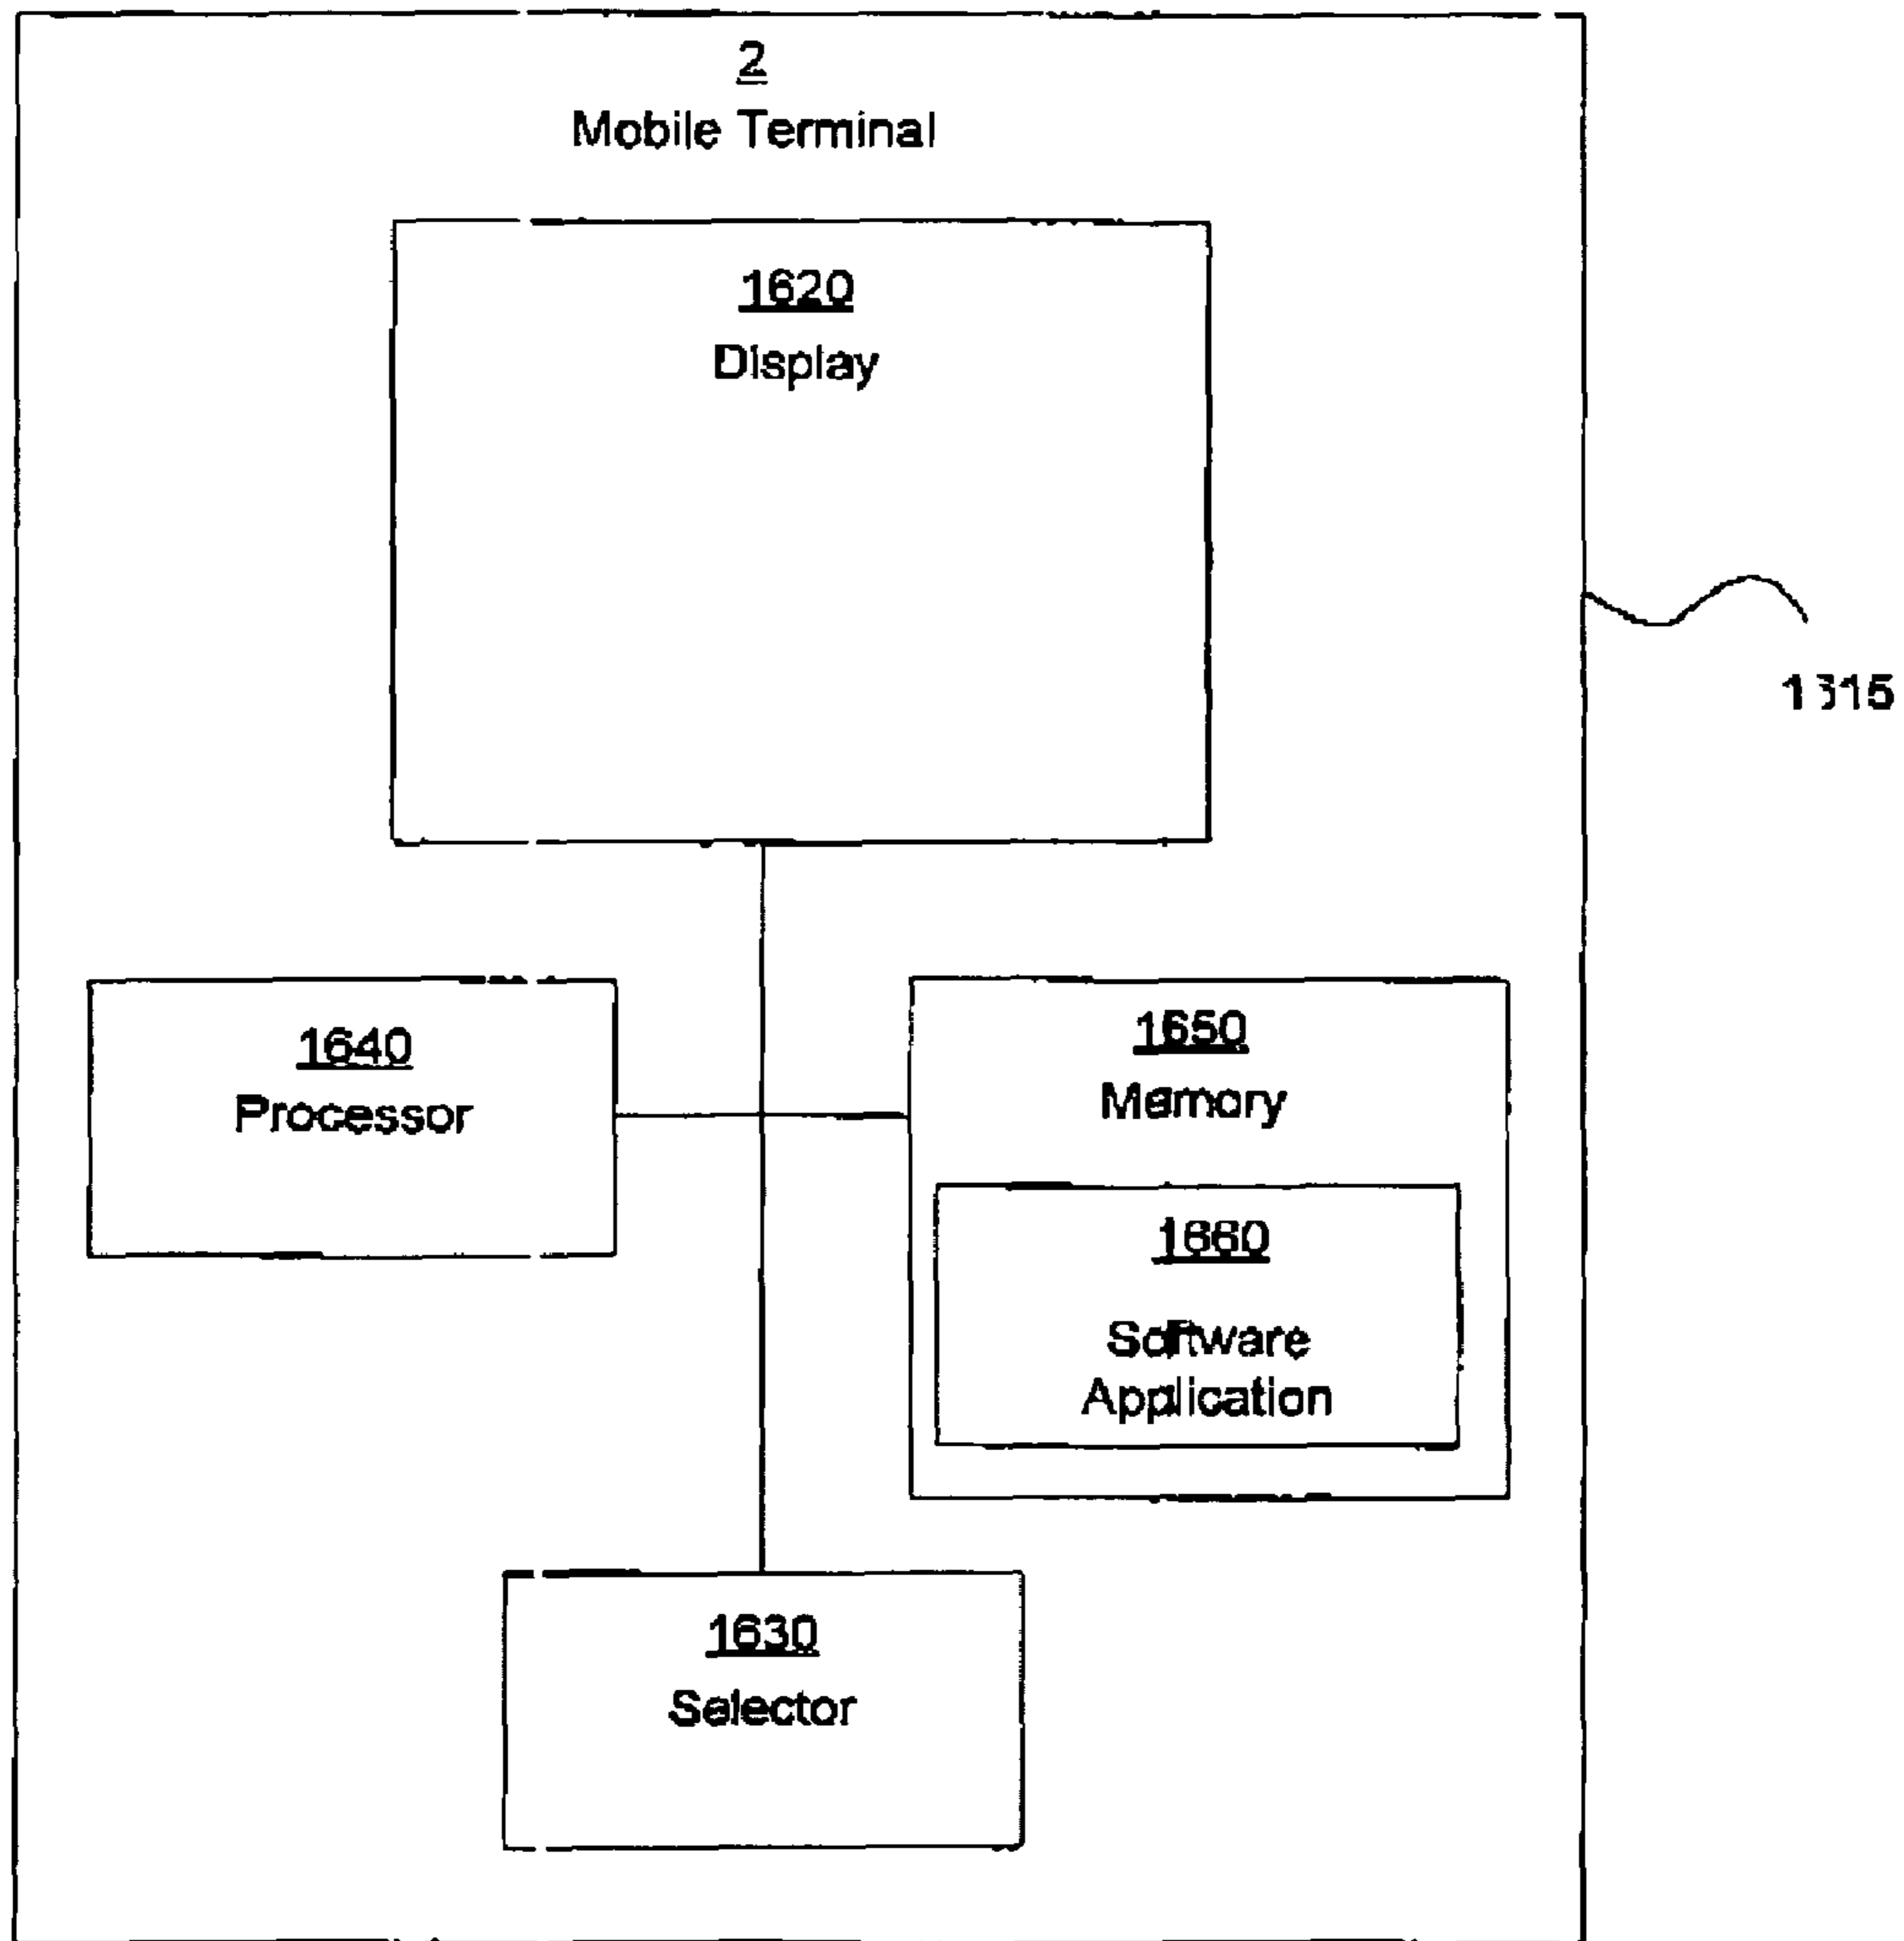 2
Mobile Terminal
1620
Display
1640
Processor
1650
Memory
1660
Software
Application
1630
Selector